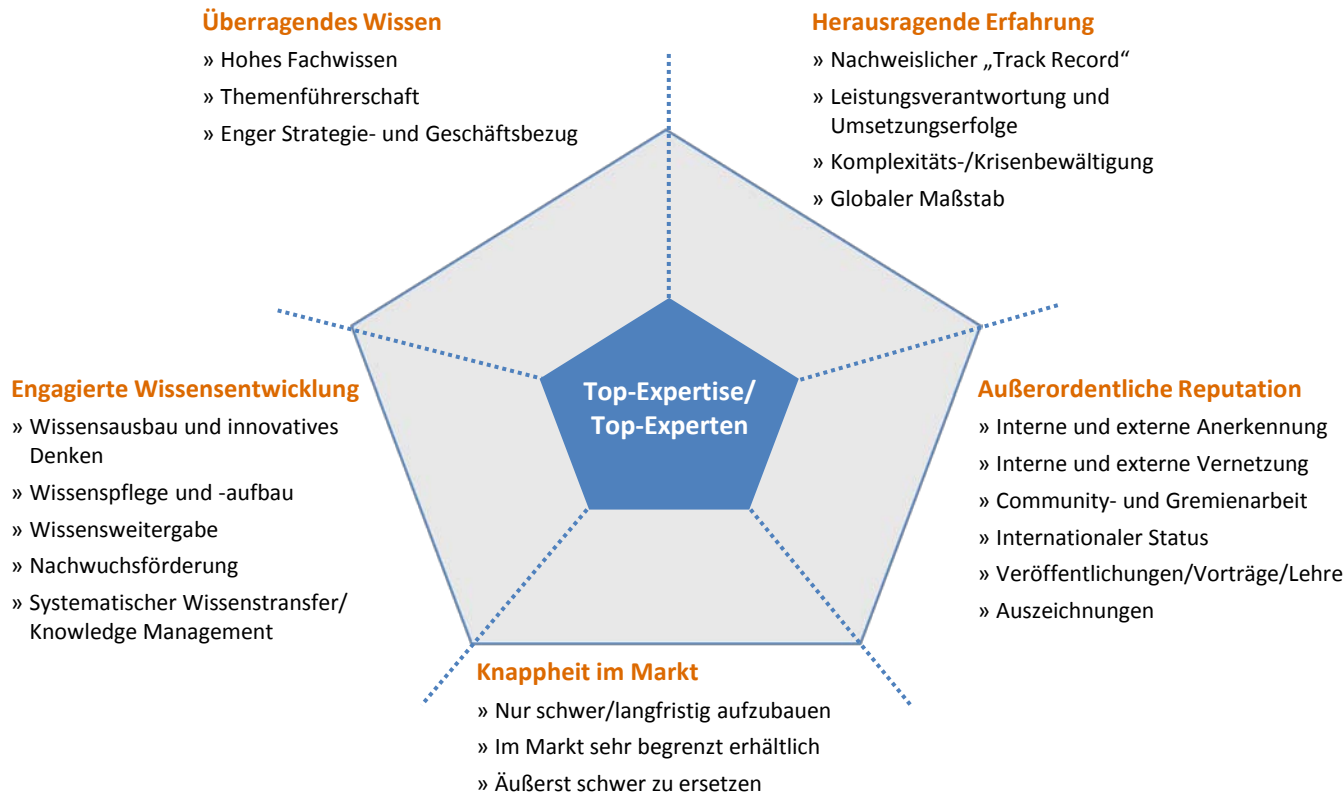 Überragendes Wissen
» Hohes Fachwissen
» Themenführerschaft
» Enger Strategie- und Geschäftsbezug
Herausragende Erfahrung
» Nachweislicher „Track Record“
» Leistungsverantwortung und
Umsetzungserfolge
» Komplexitäts-/Krisenbewältigung
» Globaler Maßstab
Engagierte Wissensentwicklung
» Wissensausbau und innovatives
Denken
» Wissenspflege und -aufbau
» Wissensweitergabe
» Nachwuchsförderung
» Systematischer Wissenstransfer/
Knowledge Management
Top-Expertise/
Top-Experten
Außerordentliche Reputation
» Interne und externe Anerkennung
» Interne und externe Vernetzung
» Community- und Gremienarbeit
» Internationaler Status
» Veröffentlichungen/Vorträge/Lehre
» Auszeichnungen
Knappheit im Markt
» Nur schwer/langfristig aufzubauen
» Im Markt sehr begrenzt erhältlich
» Äußerst schwer zu ersetzen